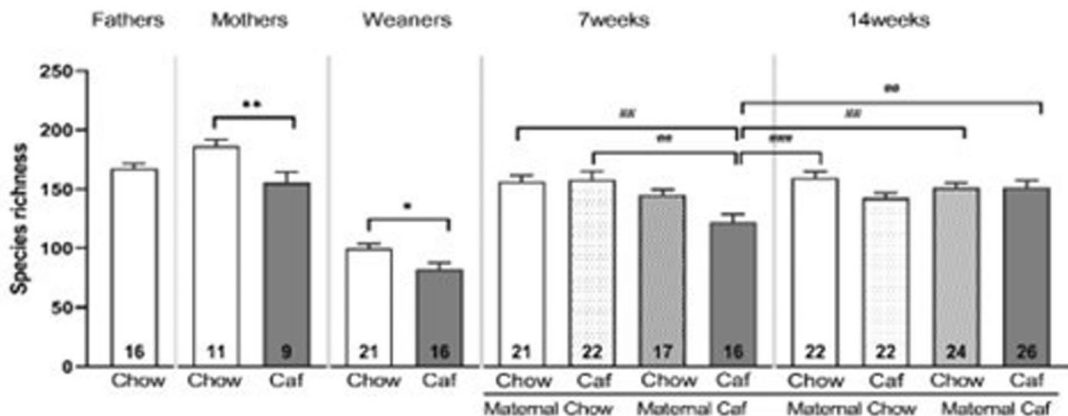 Fathers Mothers Weaners 7weeks 14weeks
Species richness
250
200
150
100
50
0
** * ## ## ###
16 11 9 21 16 21 22 17 16 22 22 24 26
Chow Chow Caf Chow Caf Chow Caf Chow Caf Chow Caf Chow Caf
Maternal Chow Maternal Caf Maternal Chow Maternal Caf